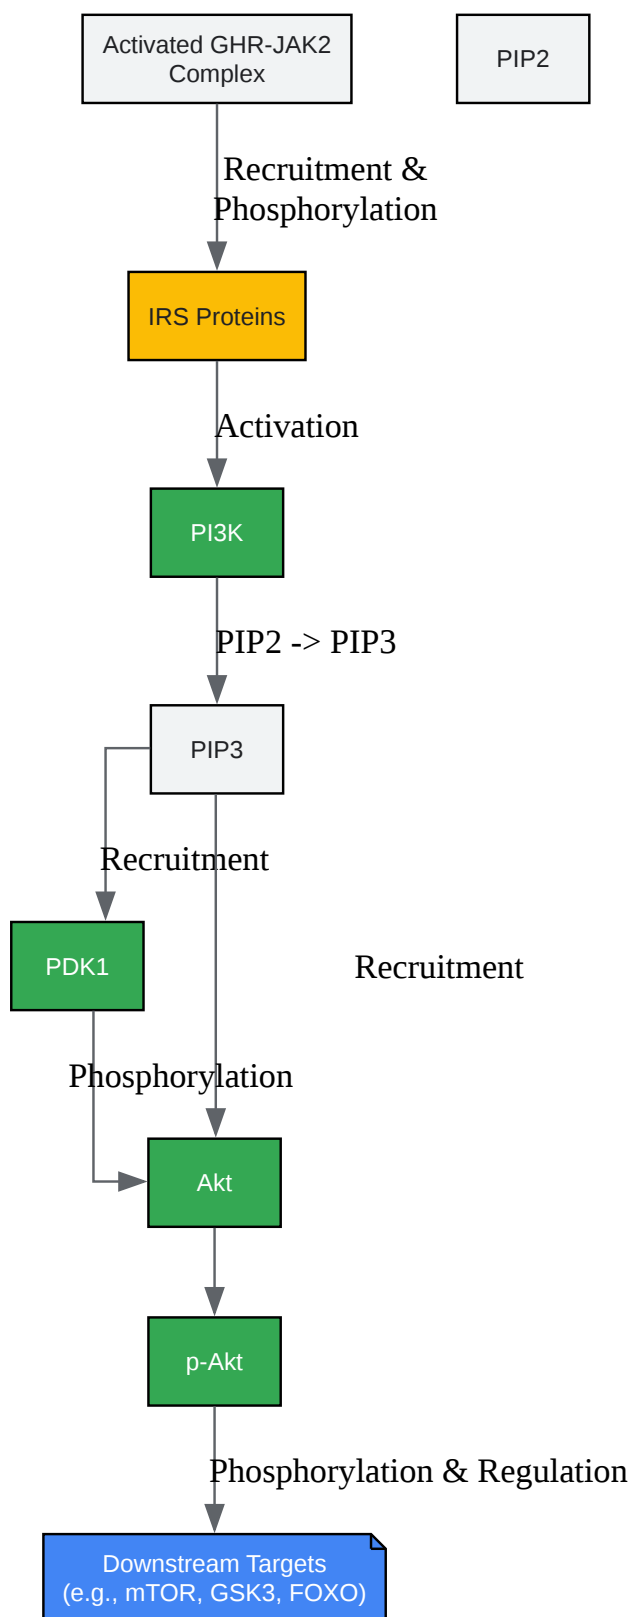 Activated GHR-JAK2
Complex
PIP2
Recruitment &
Phosphorylation
IRS Proteins
Activation
PI3K
PIP2 -> PIP3
PIP3
Recruitment
PDK1
Recruitment
Phosphorylation
Akt
p-Akt
Phosphorylation & Regulation
Downstream Targets
(e.g., mTOR, GSK3, FOXO)